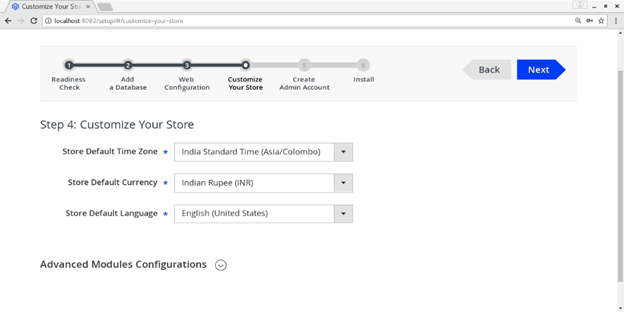 Customize Your Stor
localhost:8082/setup/#/customize-your-store
1 2 3 5 6
Readiness Check
Add a Database
Web Configuration
Customize Your Store
Create Admin Account
Install
Back
Next
Step 4: Customize Your Store
Store Default Time Zone ★ India Standard Time (Asia/Colombo)
Store Default Currency ★ Indian Rupee (INR)
Store Default Language ★ English (United States)
Advanced Modules Configurations